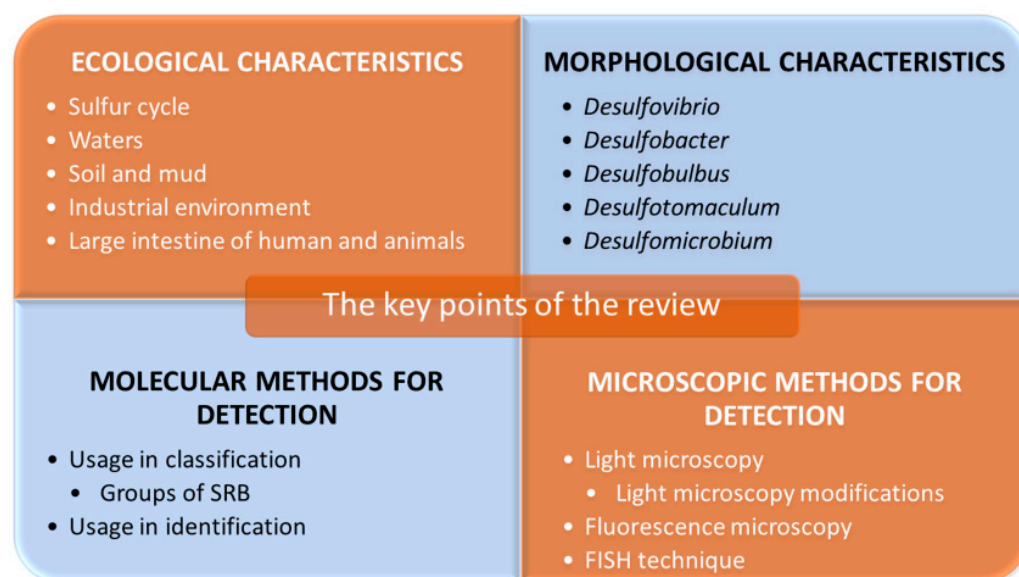 ECOLOGICAL CHARACTERISTICS
• Sulfur cycle
• Waters
• Soil and mud
• Industrial environment
• Large intestine of human and animals
MORPHOLOGICAL CHARACTERISTICS
• Desulfovibrio
• Desulfobacter
• Desulfobulbus
• Desulfotomaculum
• Desulfomicrobium
The key points of the review
MOLECULAR METHODS FOR
DETECTION
• Usage in classification
• Groups of SRB
• Usage in identification
MICROSCOPIC METHODS FOR
DETECTION
• Light microscopy
• Light microscopy modifications
• Fluorescence microscopy
• FISH technique